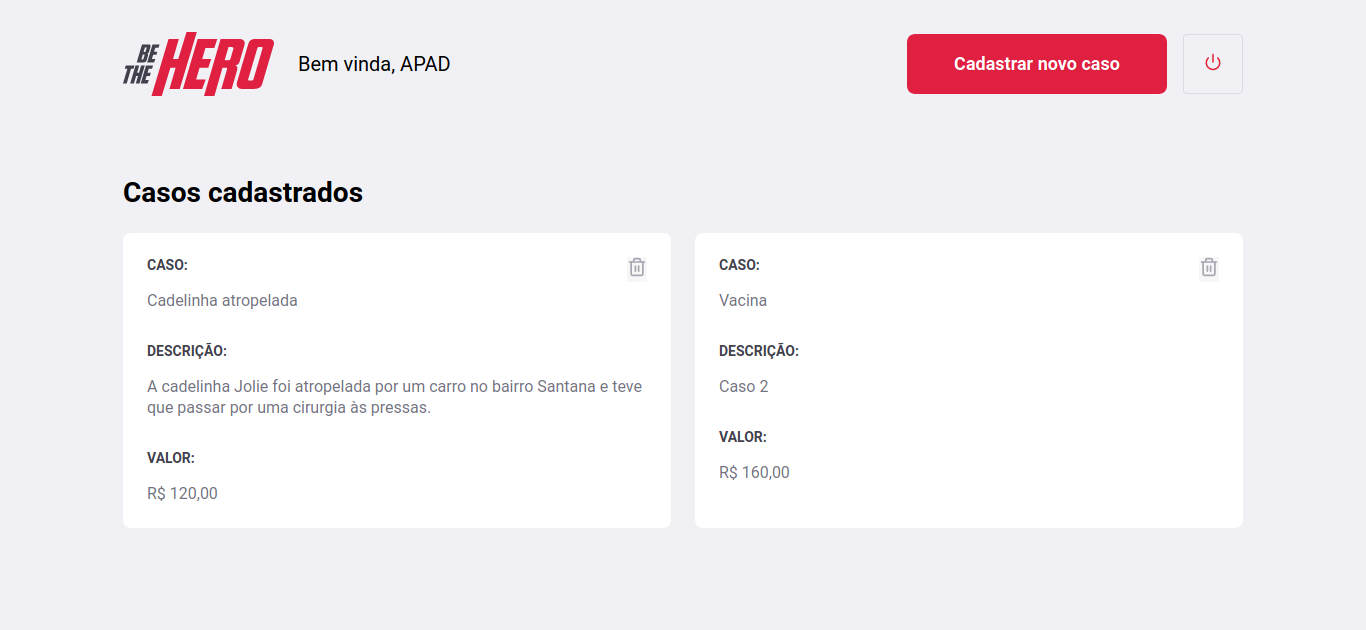 BE
THE HERO
Bem vinda, APAD
Cadastrar novo caso
Casos cadastrados
CASO:
Cadelinha atropelada
DESCRIÇÃO:
A cadelinha Jolie foi atropelada por um carro no bairro Santana e teve
que passar por uma cirurgia às pressas.
VALOR:
R$ 120,00
CASO:
Vacina
DESCRIÇÃO:
Caso 2
VALOR:
R$ 160,00